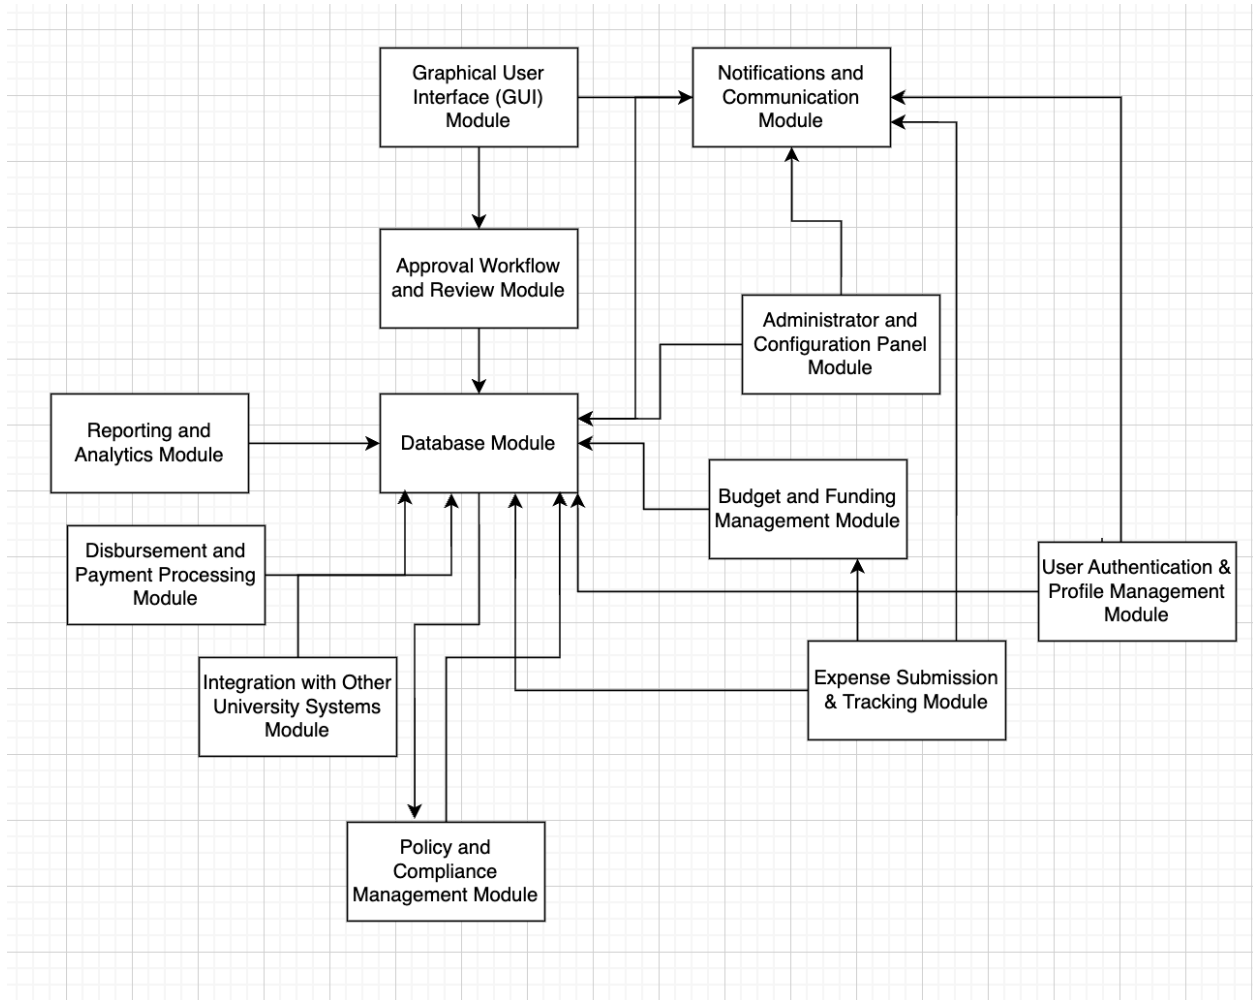 Graphical User
Interface (GUI)
Module
Notifications and
Communication
Module
Approval Workflow
and Review Module
Administrator and
Configuration Panel
Module
Reporting and
Analytics Module
Database Module
Budget and Funding
Management Module
Disbursement and
Payment Processing
Module
User Authentication &
Profile Management
Module
Integration with Other
University Systems
Module
Expense Submission
& Tracking Module
Policy and
Compliance
Management Module